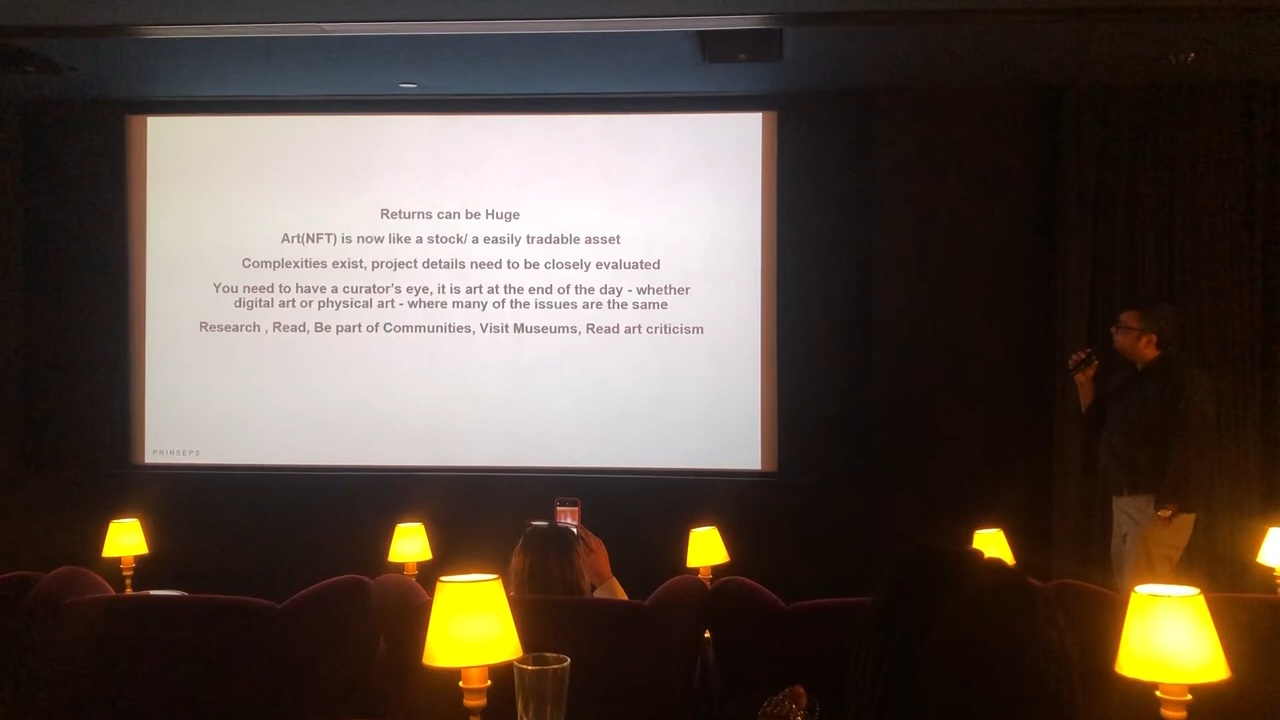 Returns can be Huge
Art(NFT) is now like a stock/ a easily tradable asset
Complexities exist, project details need to be closely evaluated
You need to have a curator's eye, it is art at the end of the day - whether
digital art or physical art - where many of the issues are the same
Research , Read, Be part of Communities, Visit Museums, Read art criticism
PRINSEPS